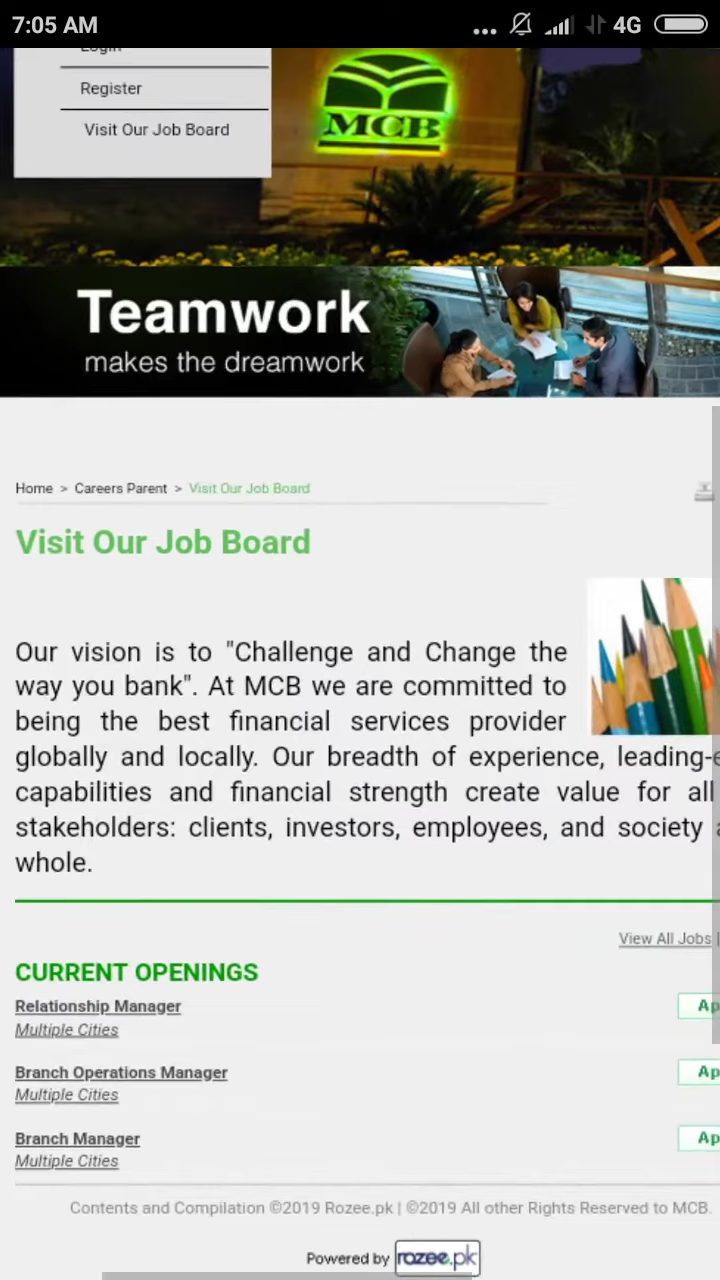 7:05 AM
4G
Login
Register
Visit Our Job Board
MCB
Teamwork
makes the dreamwork
Home > Careers Parent > Visit Our Job Board
Visit Our Job Board
Our vision is to "Challenge and Change the
way you bank". At MCB we are committed to
being the best financial services provider
globally and locally. Our breadth of experience, leading-e
capabilities and financial strength create value for all
stakeholders: clients, investors, employees, and society a
whole.
View All Jobs |
CURRENT OPENINGS
Relationship Manager
Ap
Multiple Cities
Branch Operations Manager
Ap
Multiple Cities
Branch Manager
Ap
Multiple Cities
Contents and Compilation ©2019 Rozee.pk | ©2019 All other Rights Reserved to MCB.
Powered by rozee.pk